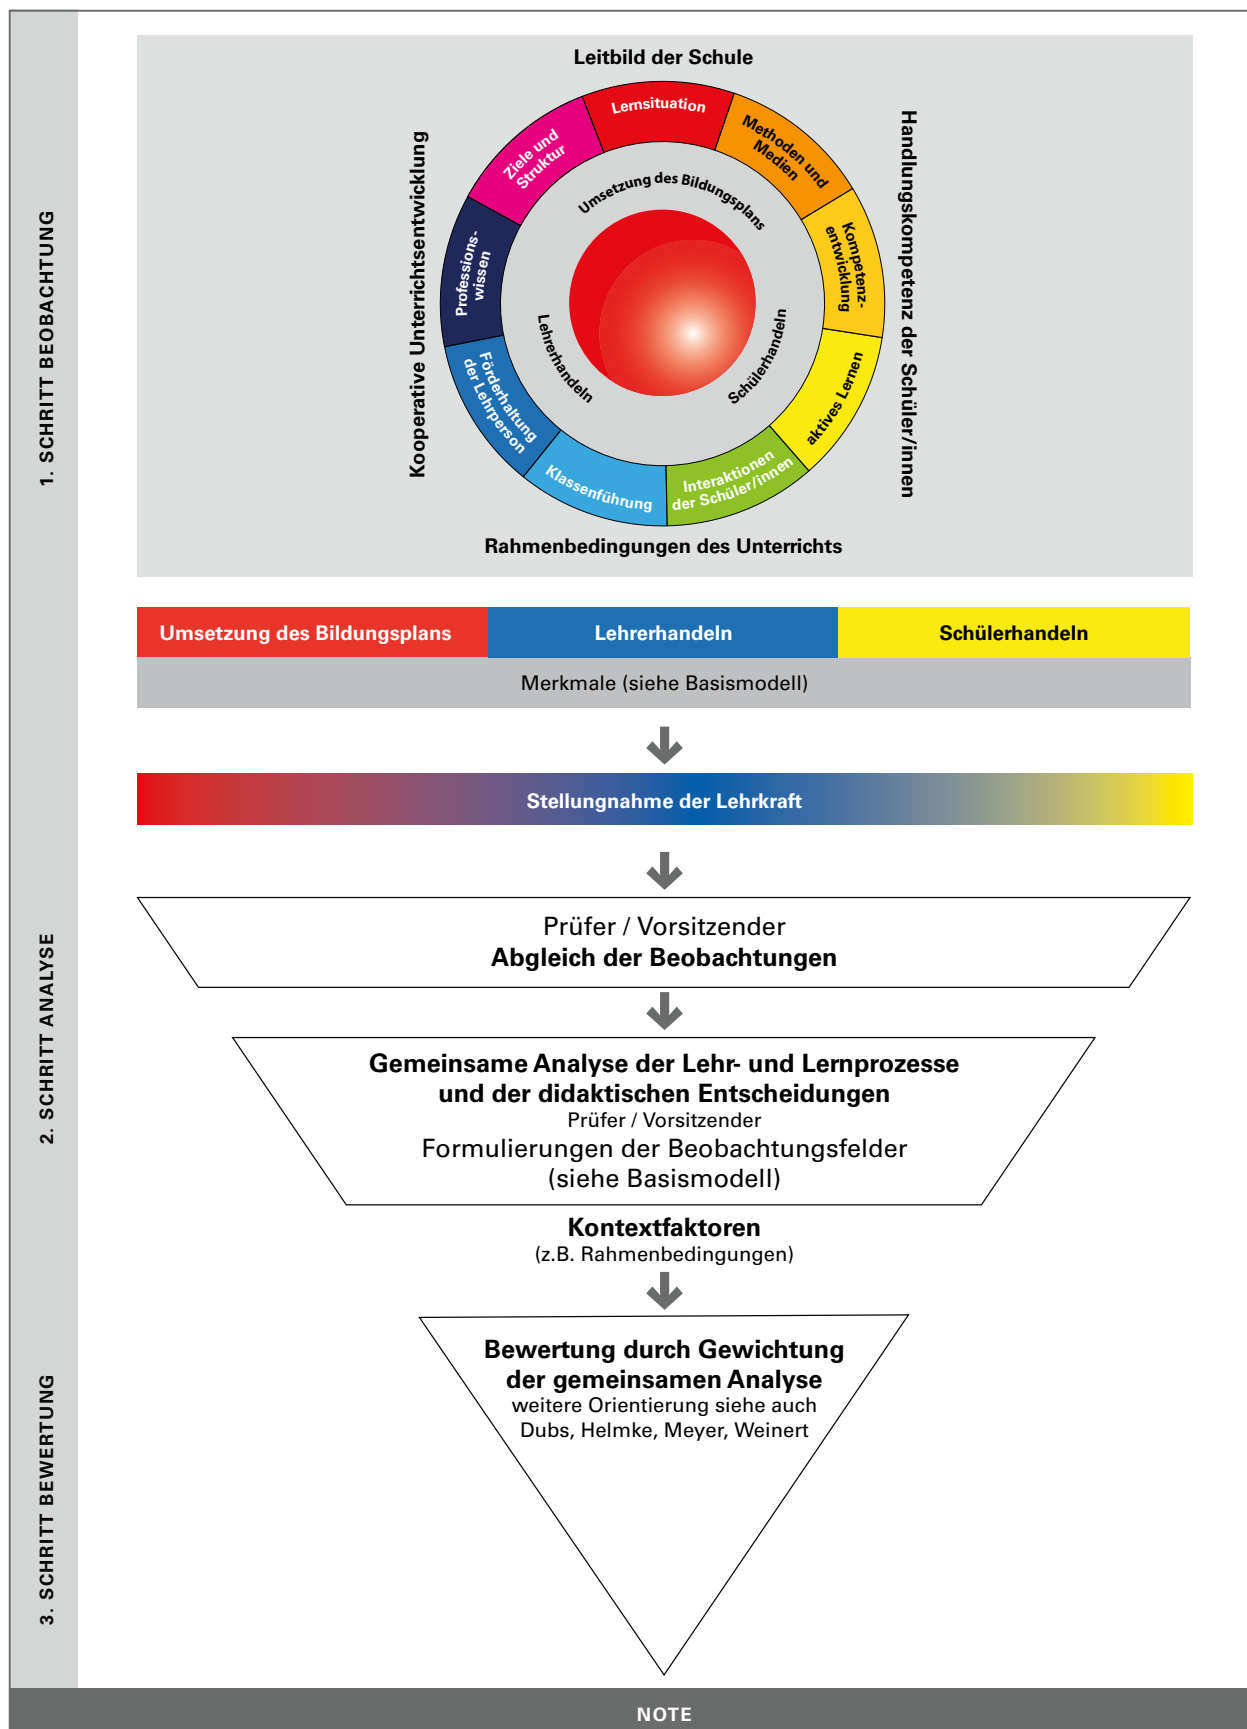 1. SCHRITT BEOBACHTUNG
Leitbild der Schule
Kooperative Unterrichtsentwicklung
Handlungskompetenz der Schüler/innen
Rahmenbedingungen des Unterrichts
Lernsituation
Methoden und
Medien
Kompetenz-
entwicklung
aktives Lernen
Interaktionen
der Schüler/innen
Klassenführung
Förderhaltung
der Lehrperson
Professions-
wissen
Ziele und
Struktur
Umsetzung des Bildungsplans
Schülerhandeln
Lehrerhandeln
Umsetzung des Bildungsplans
Lehrerhandeln
Schülerhandeln
Merkmale (siehe Basismodell)
Stellungnahme der Lehrkraft
2. SCHRITT ANALYSE
Prüfer / Vorsitzender
Abgleich der Beobachtungen
Gemeinsame Analyse der Lehr- und Lernprozesse
und der didaktischen Entscheidungen
Prüfer / Vorsitzender
Formulierungen der Beobachtungsfelder
(siehe Basismodell)
Kontextfaktoren
(z.B. Rahmenbedingungen)
3. SCHRITT BEWERTUNG
Bewertung durch Gewichtung
der gemeinsamen Analyse
weitere Orientierung siehe auch
Dubs, Helmke, Meyer, Weinert
NOTE